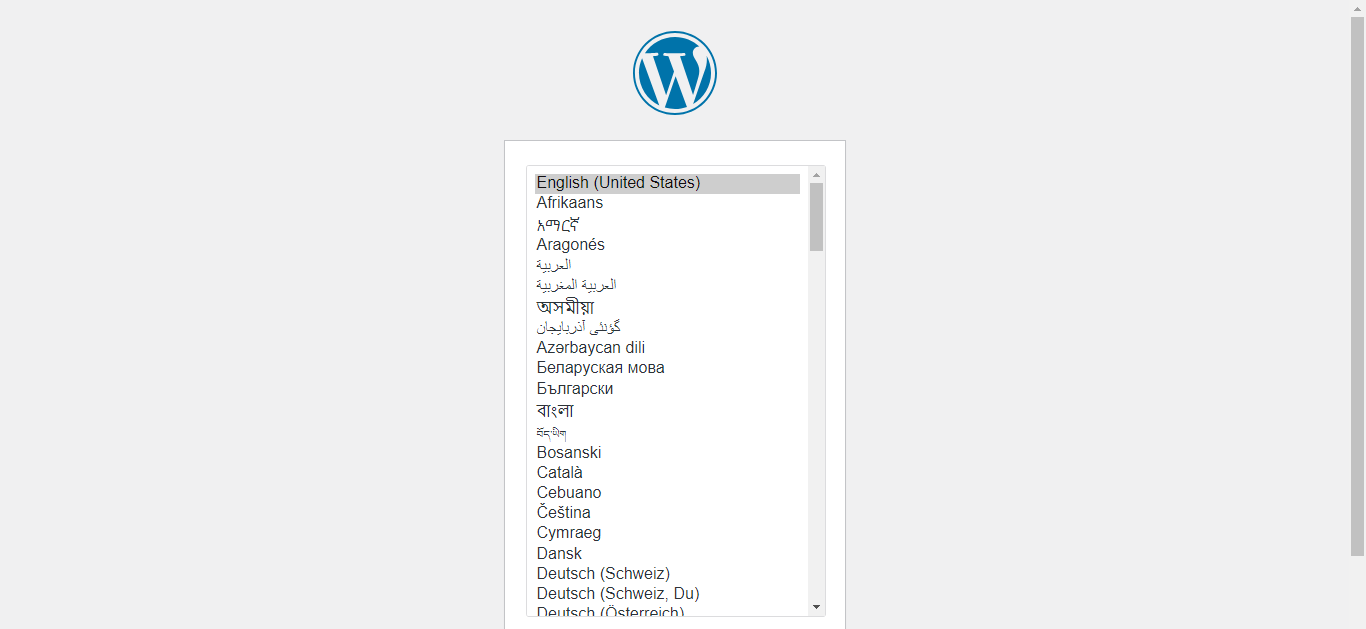 English (United States)
Afrikaans
አማርኛ
Aragonés
العربية
العربية المغربية
অসমীয়া
گؤنئی آذربایجان
Azərbaycan dili
Беларуская мова
Български
বাংলা
བོད་ཡིག
Bosanski
Català
Cebuano
Čeština
Cymraeg
Dansk
Deutsch (Schweiz)
Deutsch (Schweiz, Du)
Deutsch (Österreich)